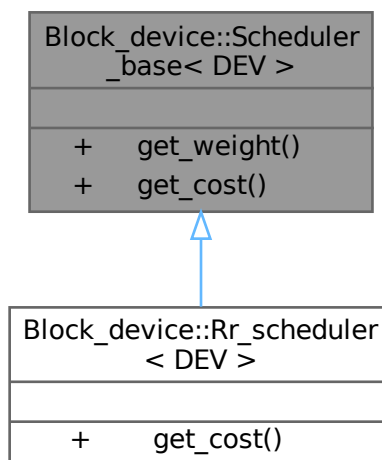 Block_device::Scheduler
_base< DEV >
+ get_weight()
+ get_cost()
Block_device::Rr_scheduler
< DEV >
+ get_cost()